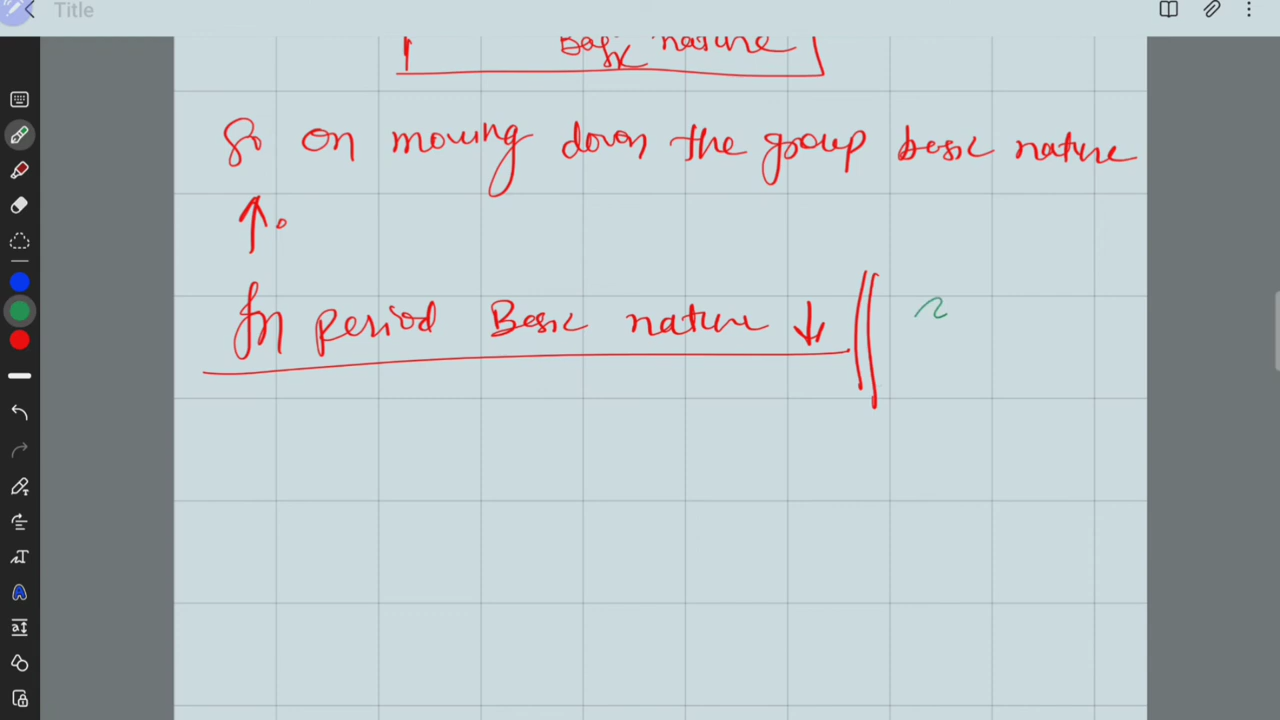 Title
Basic nature
So on moving down the group basic nature
↑.
In period Basic nature ↓